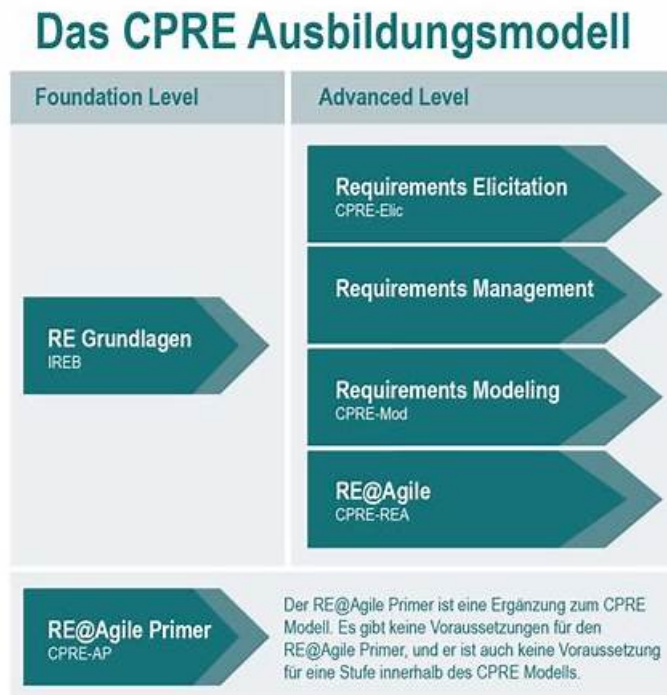 Das CPRE Ausbildungsmodell
Foundation Level
Advanced Level
RE Grundlagen
IREB
Requirements Elicitation
CPRE-Elic
Requirements Management
Requirements Modeling
CPRE-Mod
RE@Agile
CPRE-REA
RE@Agile Primer
CPRE-AP
Der RE@Agile Primer ist eine Ergänzung zum CPRE
Modell. Es gibt keine Voraussetzungen für den
RE@Agile Primer, und er ist auch keine Voraussetzung
für eine Stufe innerhalb des CPRE Modells.